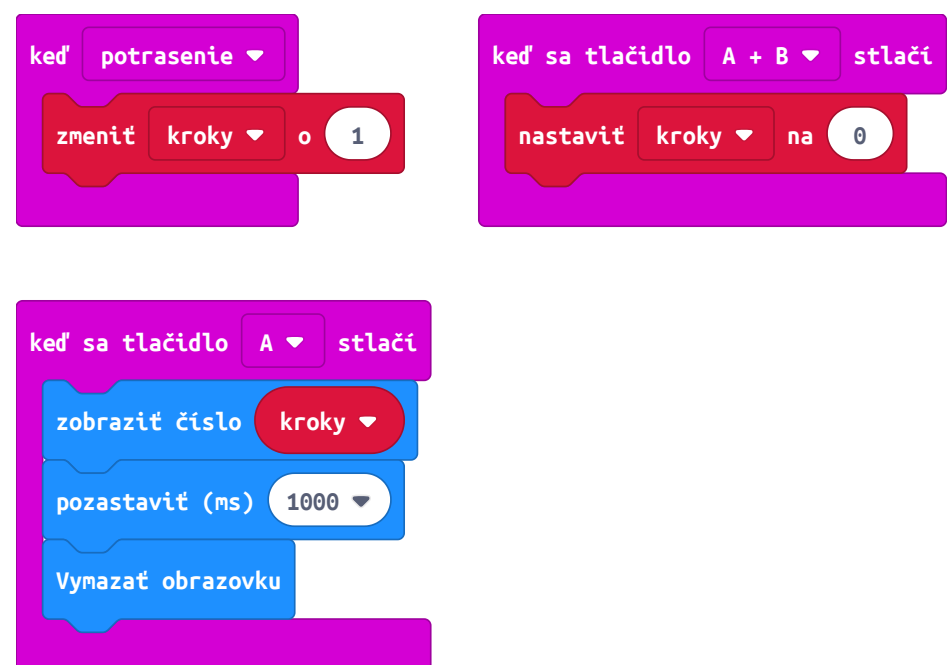 keď potrasenie
zmeniť kroky o 1
keď sa tlačidlo A + B stlačí
nastaviť kroky na 0
keď sa tlačidlo A stlačí
zobraziť číslo kroky
pozastaviť (ms) 1000
Vymazať obrazovku